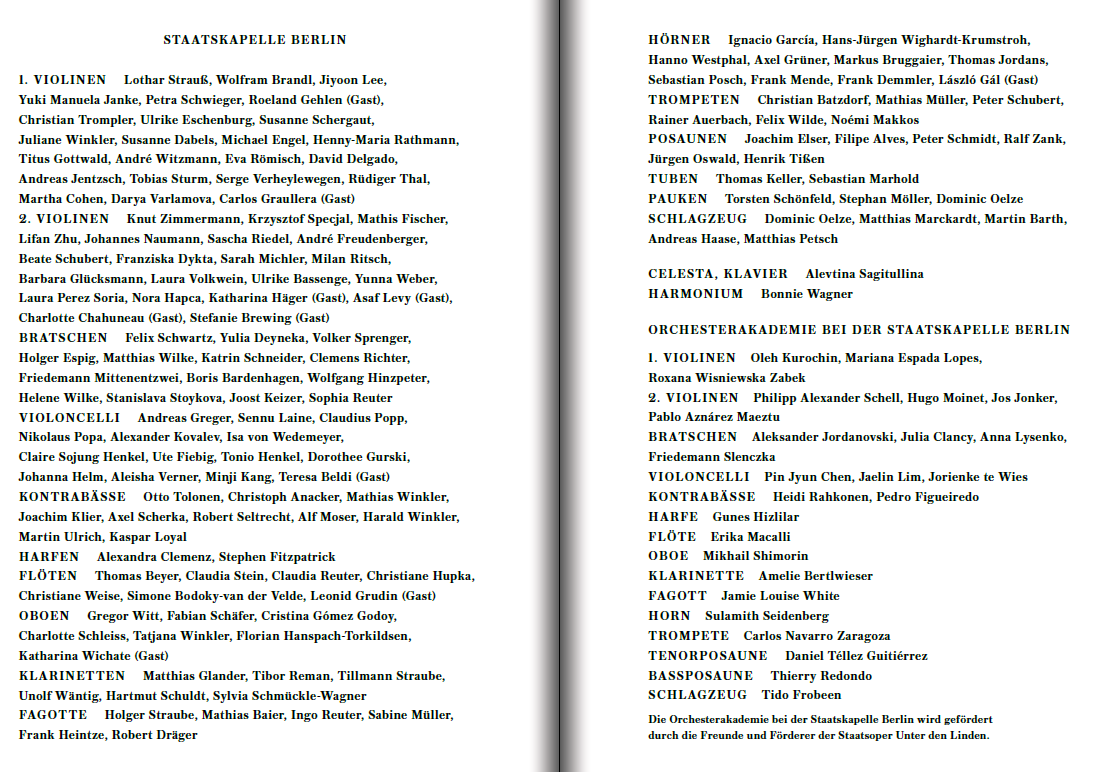 STAATSKAPELLE BERLIN
1. VIOLINEN Lothar Strauß, Wolfram Brandl, Jiyoon Lee,
Yuki Manuela Janke, Petra Schwieger, Roeland Gehlen (Gast),
Christian Trompler, Ulrike Eschenburg, Susanne Schergaut,
Juliane Winkler, Susanne Dabels, Michael Engel, Henny-Maria Rathmann,
Titus Gottwald, André Witzmann, Eva Römisch, David Delgado,
Andreas Jentzsch, Tobias Sturm, Serge Verheylewegen, Rüdiger Thal,
Martha Cohen, Darya Varlamova, Carlos Graullera (Gast)
2. VIOLINEN Knut Zimmermann, Krzysztof Specjal, Mathis Fischer,
Lifan Zhu, Johannes Naumann, Sascha Riedel, André Freudenberger,
Beate Schubert, Franziska Dykta, Sarah Michler, Milan Ritsch,
Barbara Glücksmann, Laura Volkwein, Ulrike Bassenge, Yunna Weber,
Laura Perez Soria, Nora Hapca, Katharina Häger (Gast), Asaf Levy (Gast),
Charlotte Chahuneau (Gast), Stefanie Brewing (Gast)
BRATSCHEN Felix Schwartz, Yulia Deyneka, Volker Sprenger,
Holger Espig, Matthias Wilke, Katrin Schneider, Clemens Richter,
Friedemann Mittenentzwei, Boris Bardenhagen, Wolfgang Hinzpeter,
Helene Wilke, Stanislava Stoykova, Joost Keizer, Sophia Reuter
VIOLONCELLI Andreas Greger, Sennu Laine, Claudius Popp,
Nikolaus Popa, Alexander Kovalev, Isa von Wedemeyer,
Claire Sojung Henkel, Ute Fiebig, Tonio Henkel, Dorothee Gurski,
Johanna Helm, Aleisha Verner, Minji Kang, Teresa Beldi (Gast)
KONTRABÄSSE Otto Tolonen, Christoph Anacker, Mathias Winkler,
Joachim Klier, Axel Scherka, Robert Seltrecht, Alf Moser, Harald Winkler,
Martin Ulrich, Kaspar Loyal
HARFEN Alexandra Clemenz, Stephen Fitzpatrick
FLÖTEN Thomas Beyer, Claudia Stein, Claudia Reuter, Christiane Hupka,
Christiane Weise, Simone Bodoky-van der Velde, Leonid Grudin (Gast)
OBOEN Gregor Witt, Fabian Schäfer, Cristina Gómez Godoy,
Charlotte Schleiss, Tatjana Winkler, Florian Hanspach-Torkildsen,
Katharina Wichate (Gast)
KLARINETTEN Matthias Glander, Tibor Reman, Tillmann Straube,
Unolf Wäntig, Hartmut Schuldt, Sylvia Schmückle-Wagner
FAGOTTE Holger Straube, Mathias Baier, Ingo Reuter, Sabine Müller,
Frank Heintze, Robert Dräger
HÖRNER Ignacio García, Hans-Jürgen Wighardt-Krumstroh,
Hanno Westphal, Axel Grüner, Markus Bruggaier, Thomas Jordans,
Sebastian Posch, Frank Mende, Frank Demmler, László Gál (Gast)
TROMPETEN Christian Batzdorf, Mathias Müller, Peter Schubert,
Rainer Auerbach, Felix Wilde, Noémi Makkos
POSAUNEN Joachim Elser, Filipe Alves, Peter Schmidt, Ralf Zank,
Jürgen Oswald, Henrik Tißen
TUBEN Thomas Keller, Sebastian Marhold
PAUKEN Torsten Schönfeld, Stephan Möller, Dominic Oelze
SCHLAGZEUG Dominic Oelze, Matthias Marckardt, Martin Barth,
Andreas Haase, Matthias Petsch
CELESTA, KLAVIER Alevtina Sagitullina
HARMONIUM Bonnie Wagner
ORCHESTERAKADEMIE BEI DER STAATSKAPELLE BERLIN
1. VIOLINEN Oleh Kurochin, Mariana Espada Lopes,
Roxana Wisniewska Zabek
2. VIOLINEN Philipp Alexander Schell, Hugo Moinet, Jos Jonker,
Pablo Aznárez Maeztu
BRATSCHEN Aleksander Jordanovski, Julia Clancy, Anna Lysenko,
Friedemann Slenczka
VIOLONCELLI Pin Jyun Chen, Jaelin Lim, Jorienke te Wies
KONTRABÄSSE Heidi Rahkonen, Pedro Figueiredo
HARFE Gunes Hizlilar
FLÖTE Erika Macalli
OBOE Mikhail Shimorin
KLARINETTE Amelie Bertlwieser
FAGOTT Jamie Louise White
HORN Sulamith Seidenberg
TROMPETE Carlos Navarro Zaragoza
TENORPOSAUNE Daniel Téllez Guitiérrez
BASSPOSAUNE Thierry Redondo
SCHLAGZEUG Tido Frobeen
Die Orchesterakademie bei der Staatskapelle Berlin wird gefördert
durch die Freunde und Förderer der Staatsoper Unter den Linden.